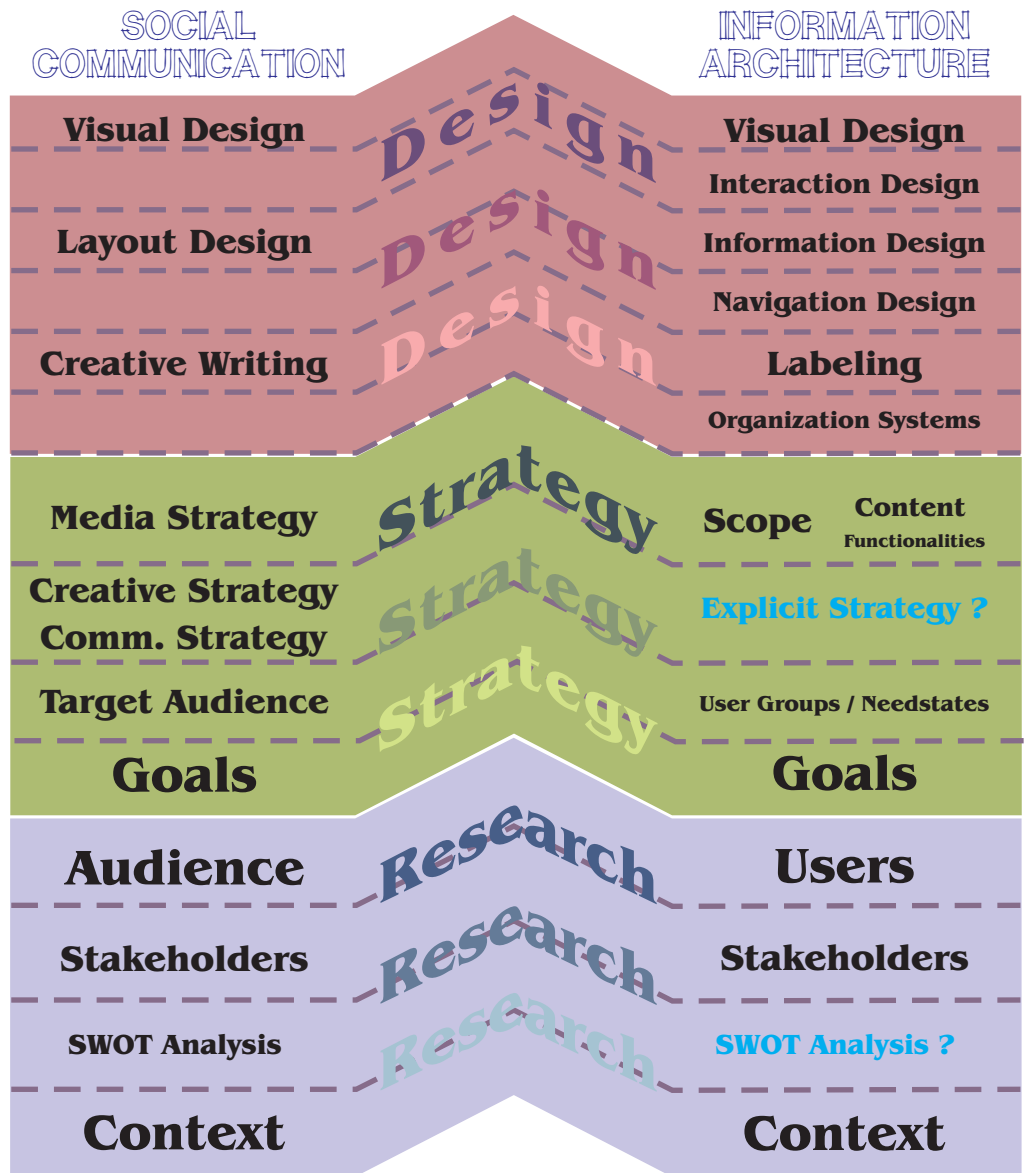 SOCIAL
COMMUNICATION
INFORMATION
ARCHITECTURE
Visual Design
Design
Visual Design
Interaction Design
Layout Design
Design
Information Design
Navigation Design
Creative Writing
Design
Labeling
Organization Systems
Media Strategy
Strategy
Scope
Content
Functionalities
Creative Strategy
Comm. Strategy
Strategy
Explicit Strategy ?
Target Audience
Strategy
User Groups / Needstates
Goals
Goals
Audience
Research
Users
Stakeholders
Research
Stakeholders
SWOT Analysis
Research
SWOT Analysis ?
Context
Context